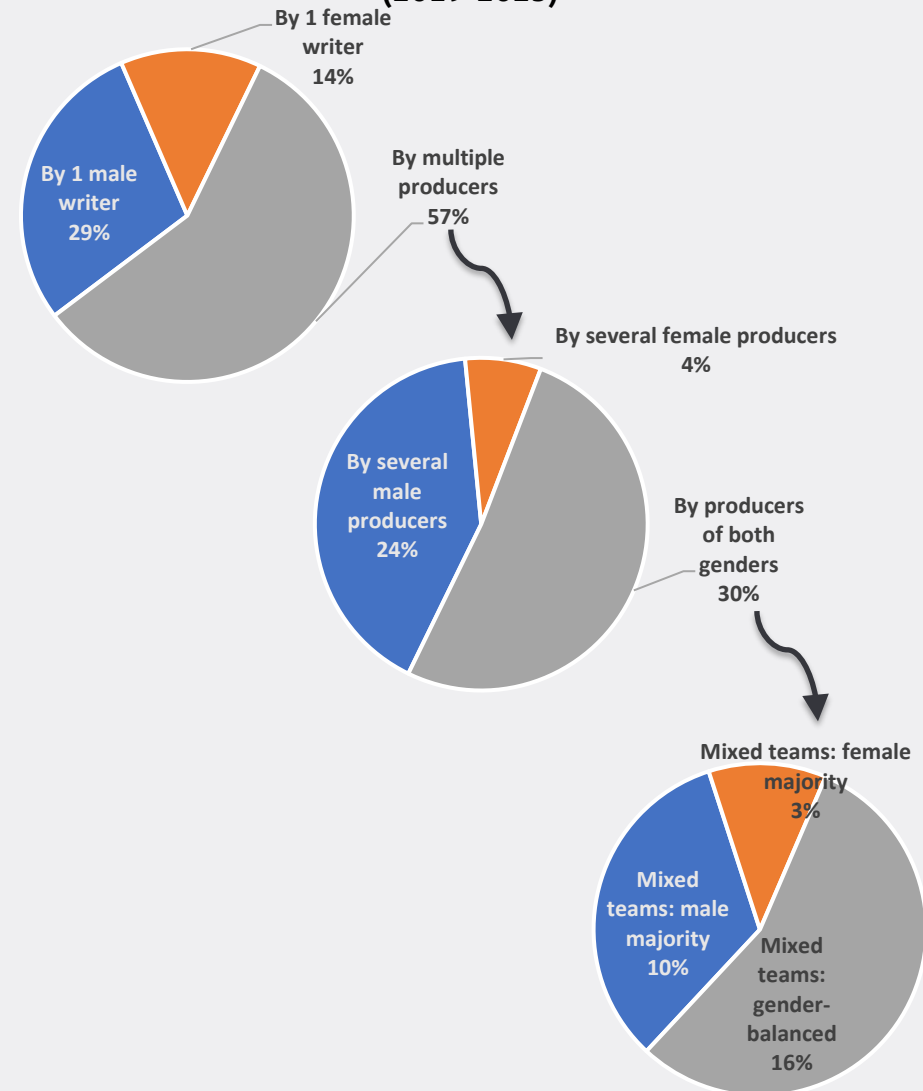 By 1 female
writer
14%
By 1 male
writer
29%
By multiple
producers
57%
By several female producers
4%
By several
male
producers
24%
By producers
of both
genders
30%
Mixed teams: female
majority
3%
Mixed
teams: male
majority
10%
Mixed
teams:
gender-
balanced
16%